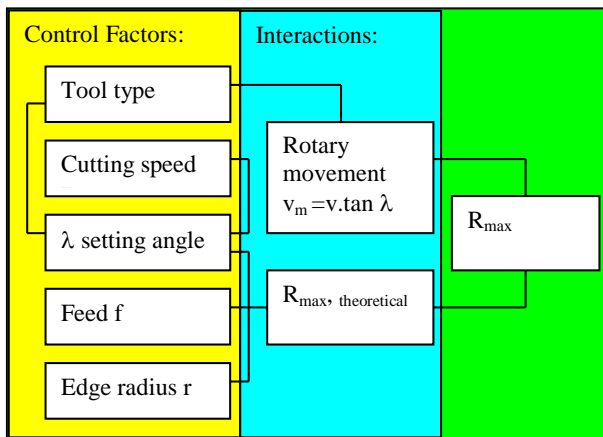 Control Factors:
Interactions:
Tool type
Cutting speed
λ setting angle
Feed f
Edge radius r
Rotary
movement
vₘ =v.tan λ
Rmax, theoretical
Rmax